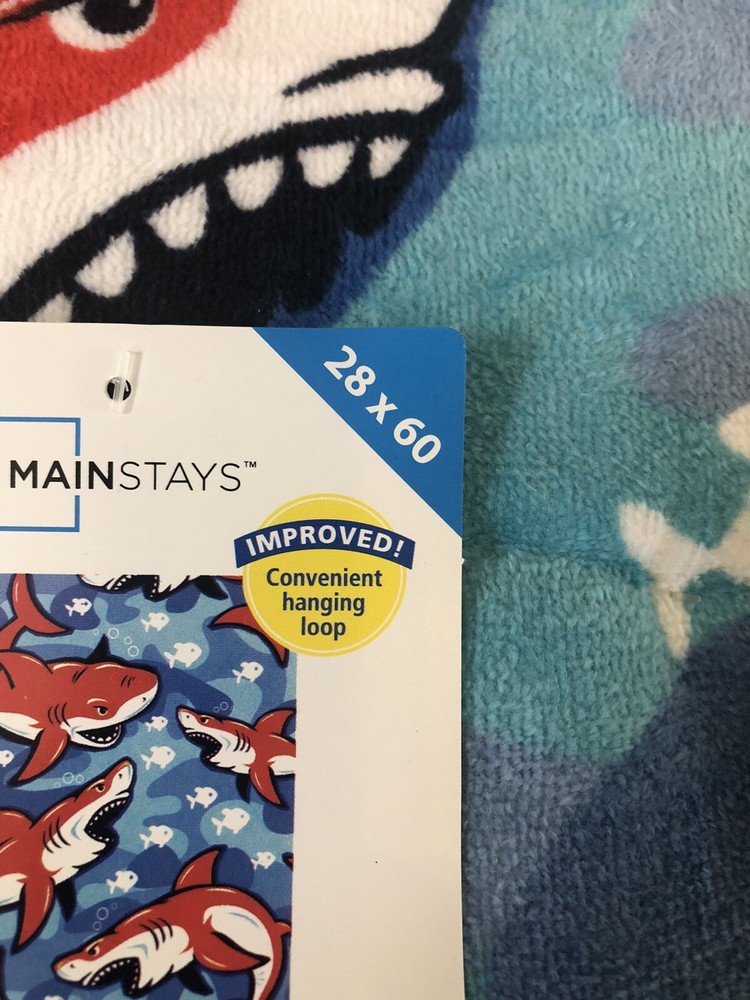 28 x 60
MAINSTAYS™
IMPROVED!
Convenient
hanging
loop